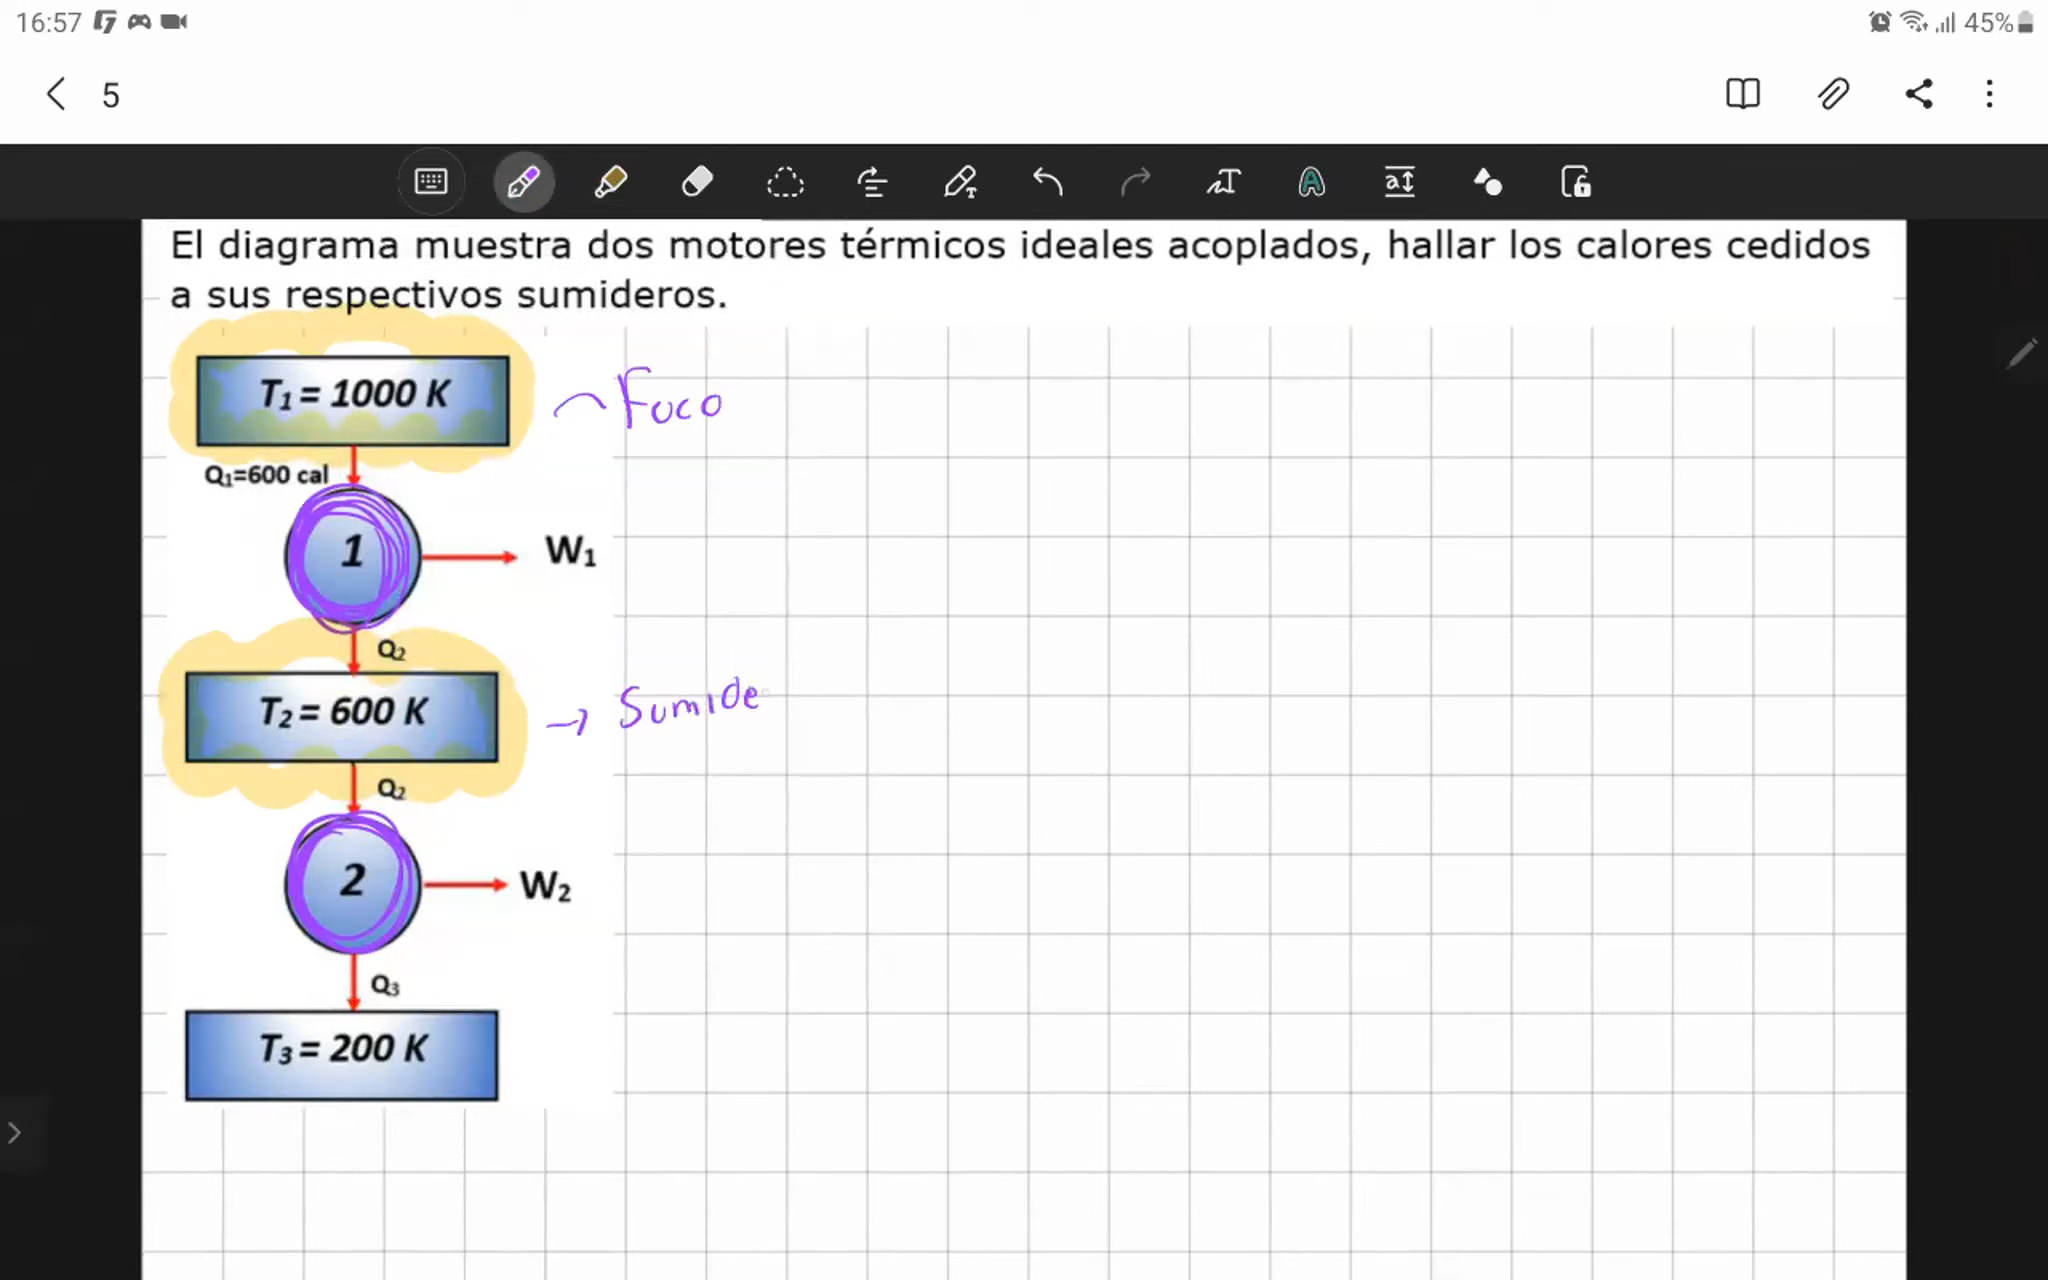 16:57
45%
5
El diagrama muestra dos motores térmicos ideales acoplados, hallar los calores cedidos
a sus respectivos sumideros.
T₁ = 1000 K
Foco
Q₁=600 cal
1
W₁
Q₂
T₂ = 600 K
→ Sumide
Q₂
2
W₂
Q₃
T₃ = 200 K